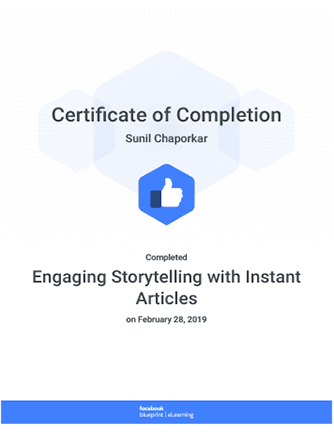 Certificate of Completion
Sunil Chaporkar
Completed
Engaging Storytelling with Instant
Articles
on February 28, 2019
facebook
blueprint | eLearning